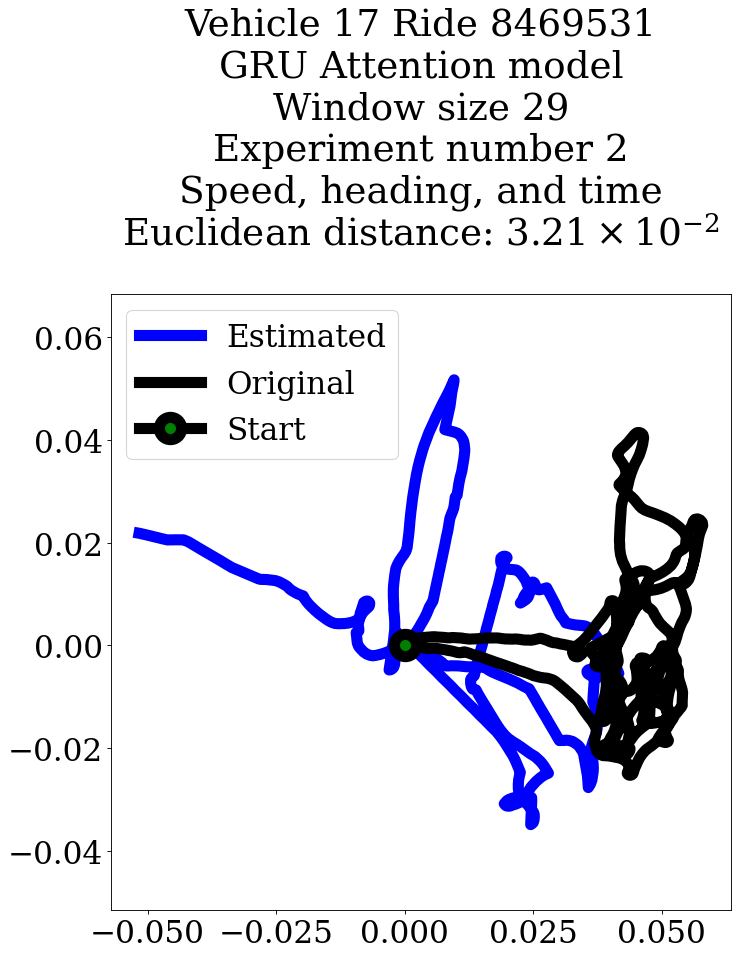 Vehicle 17 Ride 8469531
GRU Attention model
Window size 29
Experiment number 2
Speed, heading, and time
Euclidean distance: 3.21 × 10⁻²
Estimated
Original
Start
0.06
0.04
0.02
0.00
−0.02
−0.04
−0.050 −0.025 0.000 0.025 0.050